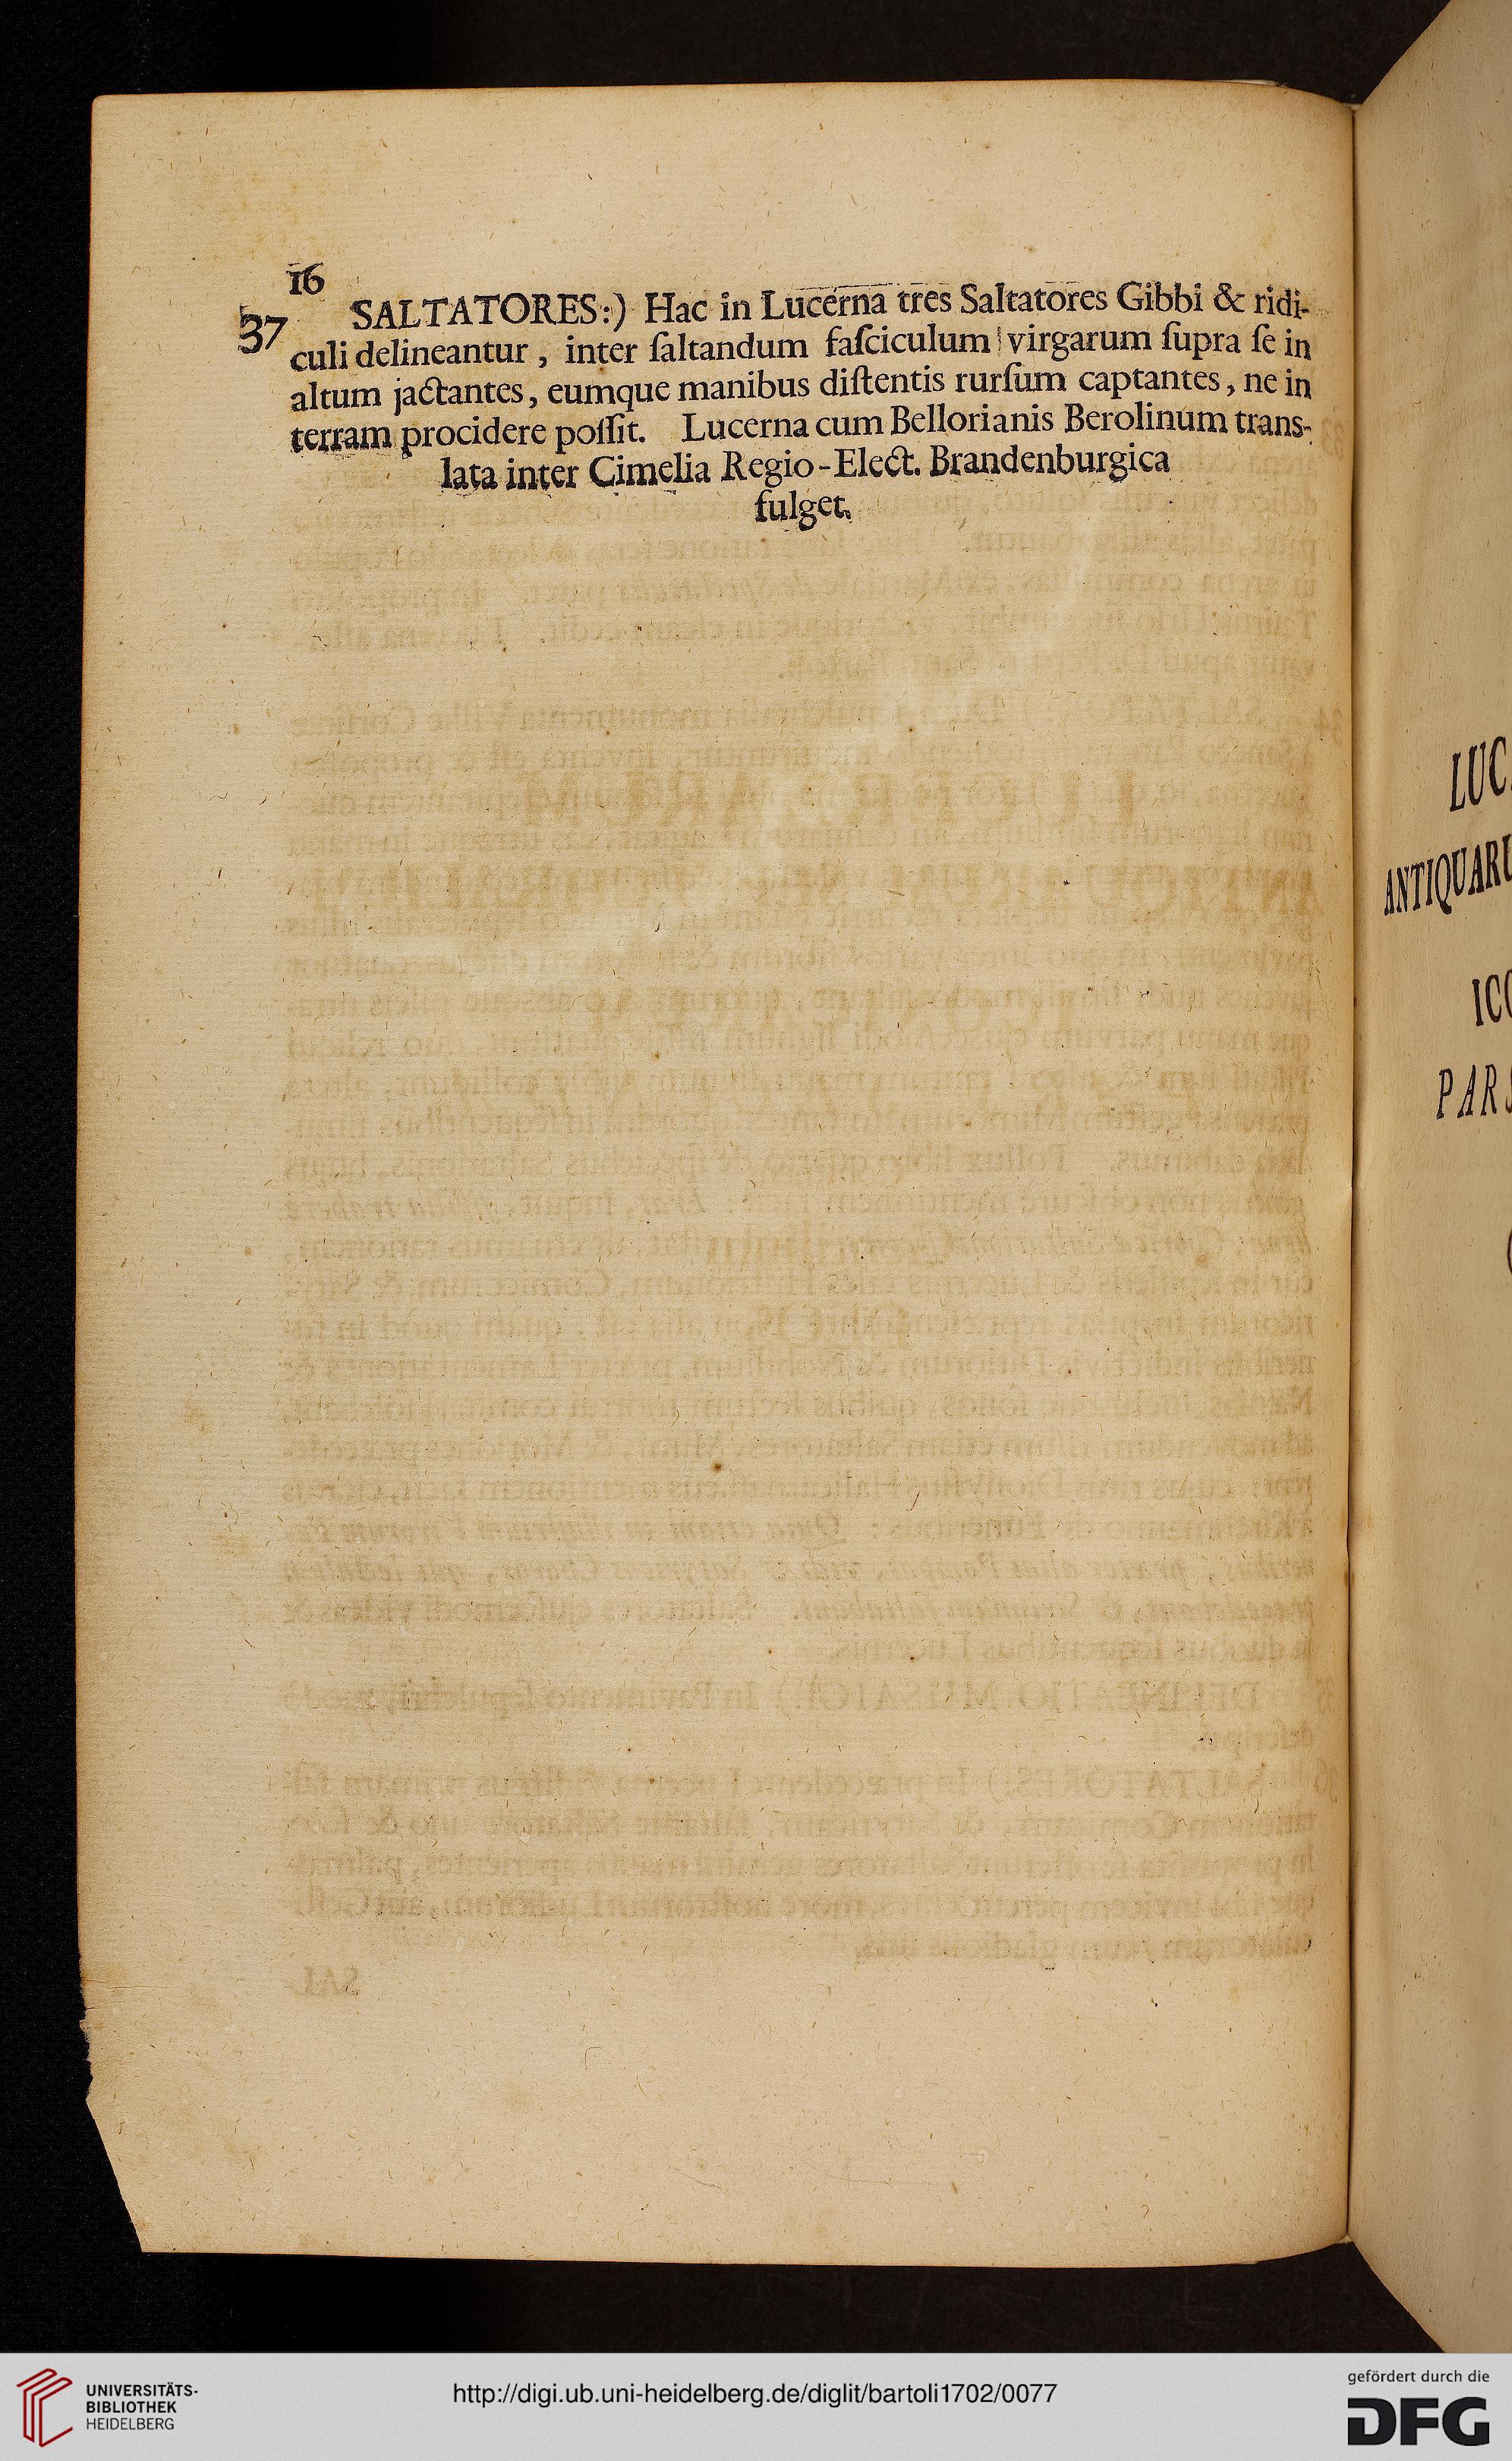 16
37 SALTATORES:) Hac in Lucerna tres Saltatores Gibbi & ridi-
culi delineantur, inter ſaltandum faſciculum virgarum ſupra ſe in
altum jactantes, eumque manibus diſtentis rurſum captantes, ne in
terram procidere poſſit. Lucerna cum Bellorianis Berolinum trans-
lata inter Cimelia Regio-Elect. Brandenburgica
fulget.
LUC
ANTIQUARU
ICO
PARS
UNIVERSITÄTS-
BIBLIOTHEK
HEIDELBERG
http://digi.ub.uni-heidelberg.de/diglit/bartoli1702/0077
gefördert durch die
DFG